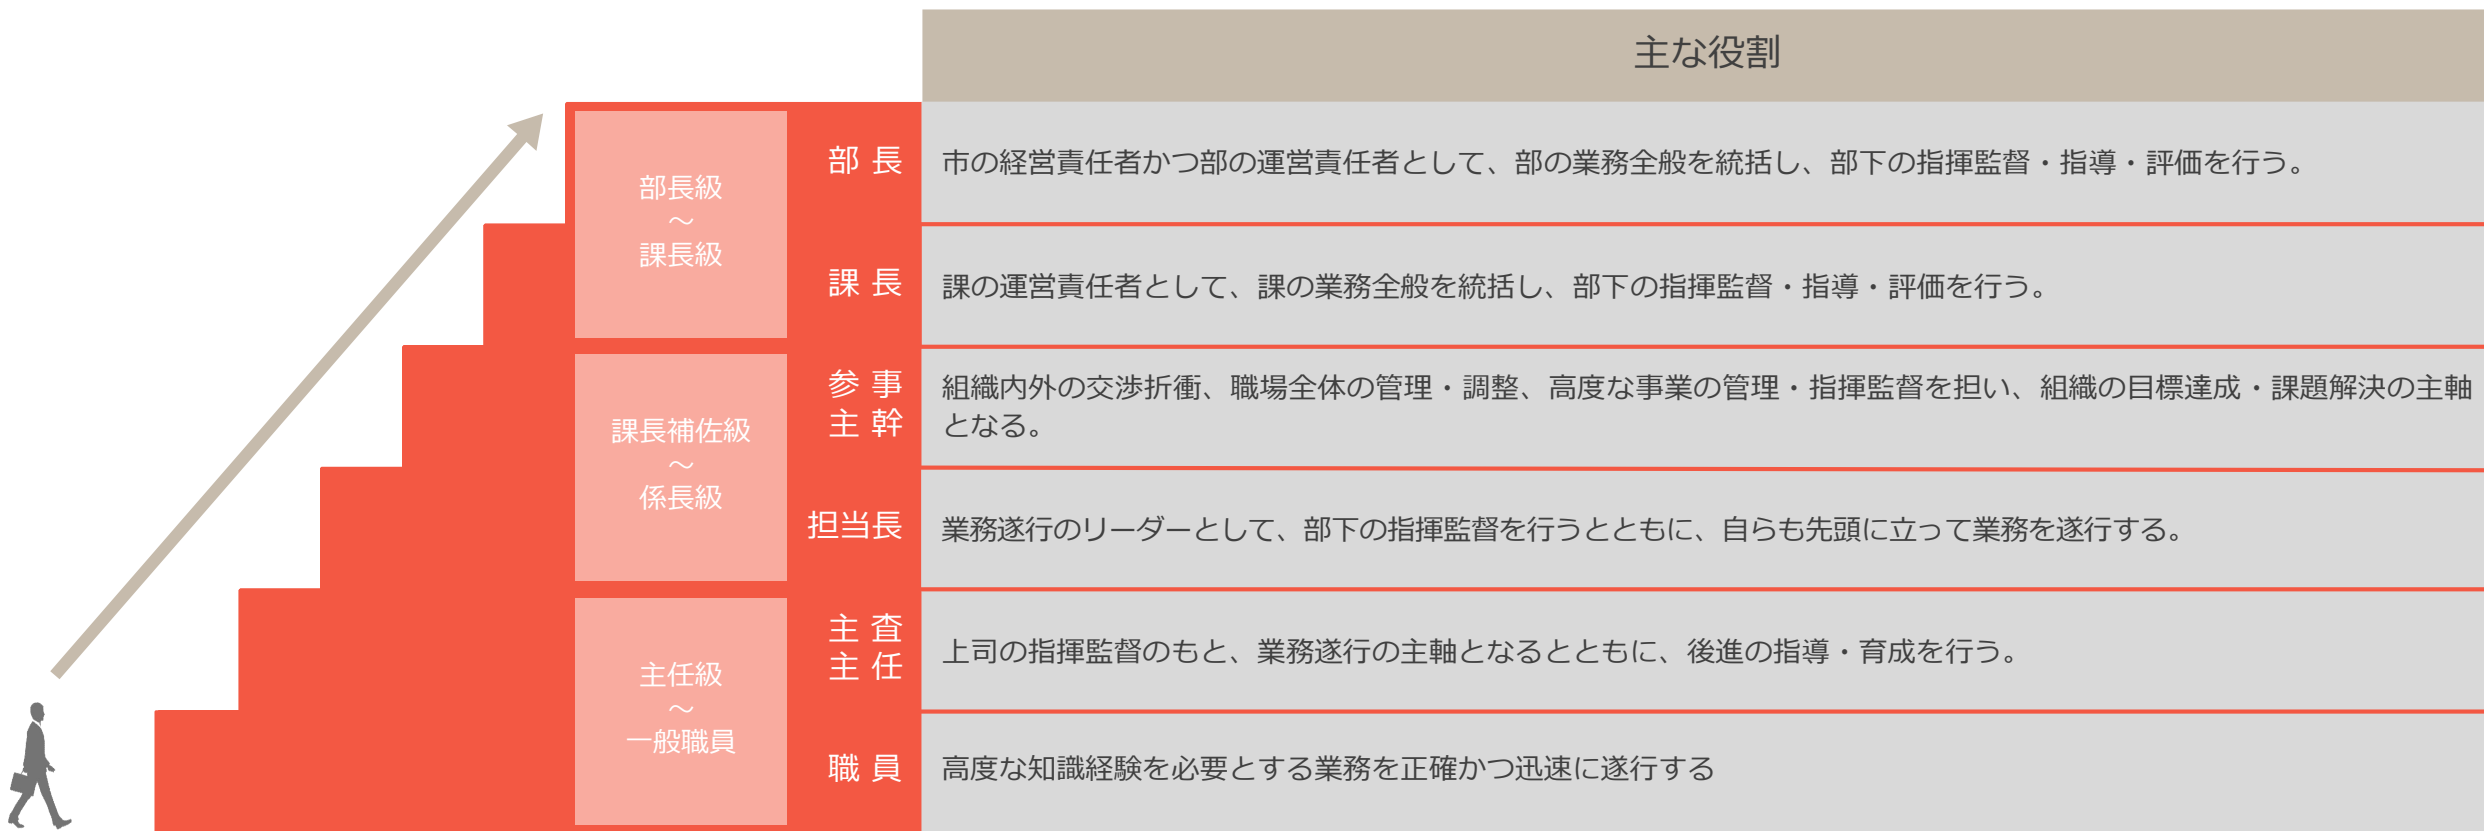 主な役割
部長級
～
課長級
部 長
市の経営責任者かつ部の運営責任者として、部の業務全般を統括し、部下の指揮監督・指導・評価を行う。
課 長
課の運営責任者として、課の業務全般を統括し、部下の指揮監督・指導・評価を行う。
課長補佐級
～
係長級
参 事
主 幹
組織内外の交渉折衝、職場全体の管理・調整、高度な事業の管理・指揮監督を担い、組織の目標達成・課題解決の主軸
となる。
担当長
業務遂行のリーダーとして、部下の指揮監督を行うとともに、自らも先頭に立って業務を遂行する。
主任級
～
一般職員
主 査
主 任
上司の指揮監督のもと、業務遂行の主軸となるとともに、後進の指導・育成を行う。
職 員
高度な知識経験を必要とする業務を正確かつ迅速に遂行する